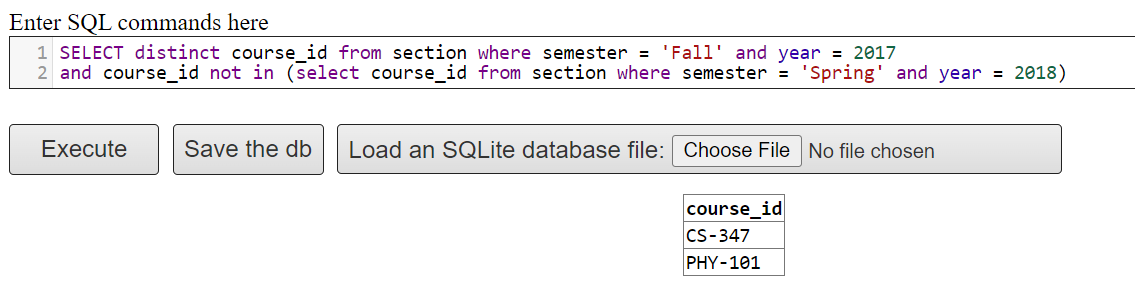 Enter SQL commands here
1 SELECT distinct course_id from section where semester = 'Fall' and year = 2017
2 and course_id not in (select course_id from section where semester = 'Spring' and year = 2018)
Execute Save the db Load an SQLite database file: Choose File No file chosen
course_id
CS-347
PHY-101